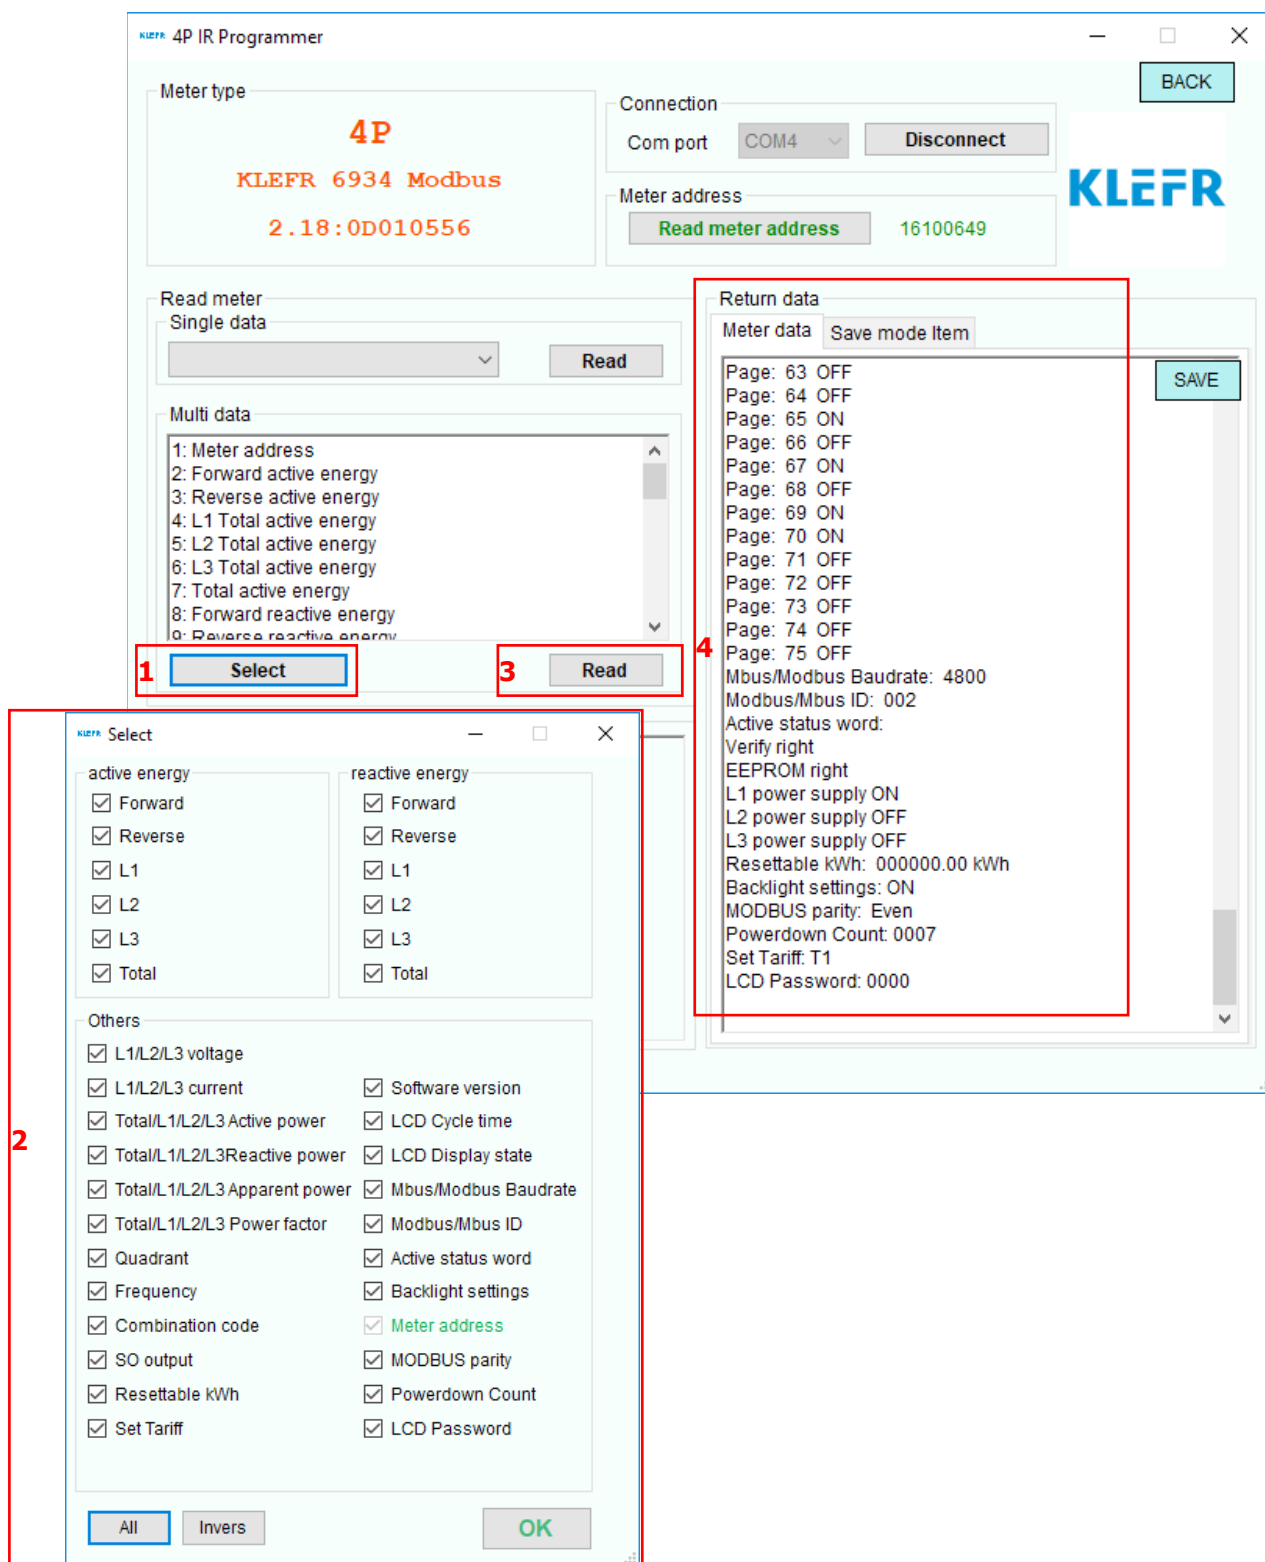 KLEFR 4P IR Programmer
BACK
Meter type
4P
KLEFR 6934 Modbus
2.18:0D010556
Connection
Com port COM4 Disconnect
Meter address
Read meter address 16100649
KLEFR
Read meter
Single data
Read
Multi data
1: Meter address
2: Forward active energy
3: Reverse active energy
4: L1 Total active energy
5: L2 Total active energy
6: L3 Total active energy
7: Total active energy
8: Forward reactive energy
9: Reverse reactive energy
1 Select
3 Read
4
Return data
Meter data Save mode Item
SAVE
Page: 63 OFF
Page: 64 OFF
Page: 65 ON
Page: 66 OFF
Page: 67 ON
Page: 68 OFF
Page: 69 ON
Page: 70 ON
Page: 71 OFF
Page: 72 OFF
Page: 73 OFF
Page: 74 OFF
Page: 75 OFF
Mbus/Modbus Baudrate: 4800
Modbus/Mbus ID: 002
Active status word:
Verify right
EEPROM right
L1 power supply ON
L2 power supply OFF
L3 power supply OFF
Resettable kWh: 000000.00 kWh
Backlight settings: ON
MODBUS parity: Even
Powerdown Count: 0007
Set Tariff: T1
LCD Password: 0000
2
KLEFR Select
active energy
Forward
Reverse
L1
L2
L3
Total
reactive energy
Forward
Reverse
L1
L2
L3
Total
Others
L1/L2/L3 voltage
L1/L2/L3 current
Total/L1/L2/L3 Active power
Total/L1/L2/L3Reactive power
Total/L1/L2/L3 Apparent power
Total/L1/L2/L3 Power factor
Quadrant
Frequency
Combination code
SO output
Resettable kWh
Set Tariff
Software version
LCD Cycle time
LCD Display state
Mbus/Modbus Baudrate
Modbus/Mbus ID
Active status word
Backlight settings
Meter address
MODBUS parity
Powerdown Count
LCD Password
All Invers OK